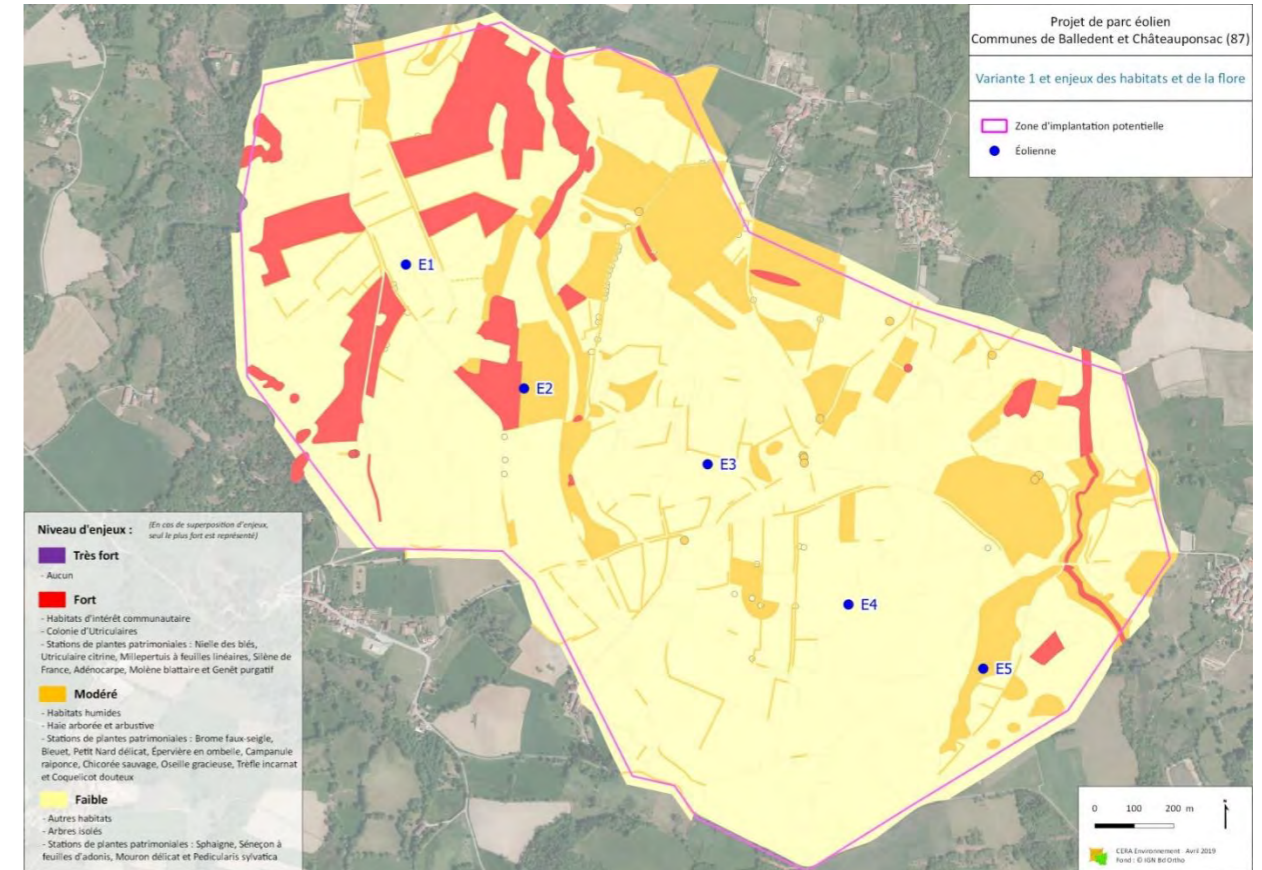 Projet de parc éolien
Communes de Balledent et Châteauponsac (87)
Variante 1 et enjeux des habitats et de la flore
Zone d'implantation potentielle
Éolienne
E1
E2
E3
E4
E5
Niveau d'enjeux :
(En cas de superposition d'enjeux,
seul le plus fort est représenté)
Très fort
- Aucun
Fort
- Habitats d'intérêt communautaire
- Colonie d'Utriculaires
- Stations de plantes patrimoniales : Nielle des blés,
Utriculaire citrine, Millepertuis à feuilles linéaires, Silène de
France, Adénocarpe, Molène blattaire et Genêt purgatif
Modéré
- Habitats humides
- Haie arborée et arbustive
- Stations de plantes patrimoniales : Brome faux-seigle,
Bleuet, Petit Nard délicat, Épervière en ombelle, Campanule
raiponce, Chicorée sauvage, Oseille gracieuse, Trèfle incarnat
et Coquelicot douteux
Faible
- Autres habitats
- Arbres isolés
- Stations de plantes patrimoniales : Sphaigne, Séneçon à
feuilles d'adonis, Mouron délicat et Pedicularis sylvatica
0 100 200 m
CERA Environnement - Avril 2019
Fond : © IGN Bd Ortho